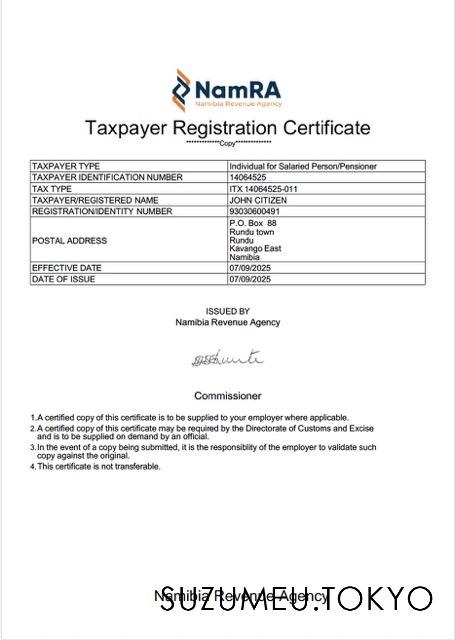 NamRA
Namibia Revenue Agency
Taxpayer Registration Certificate
*************Copy**************
TAXPAYER TYPE Individual for Salaried Person/Pensioner
TAXPAYER IDENTIFICATION NUMBER 14064525
TAX TYPE ITX 14064525-011
TAXPAYER/REGISTERED NAME JOHN CITIZEN
REGISTRATION/IDENTITY NUMBER 93030600491
POSTAL ADDRESS P.O. Box 88
Rundu town
Rundu
Kavango East
Namibia
EFFECTIVE DATE 07/09/2025
DATE OF ISSUE 07/09/2025
ISSUED BY
Namibia Revenue Agency
Commissioner
1. A certified copy of this certificate is to be supplied to your employer where applicable.
2. A certified copy of this certificate may be required by the Directorate of Customs and Excise
and is to be supplied on demand by an official.
3. In the event of a copy being submitted, it is the responsiblity of the employer to validate such
copy against the original.
4. This certificate is not transferable.
Namibia Revenue Agency
SUZUMEU.TOKYO